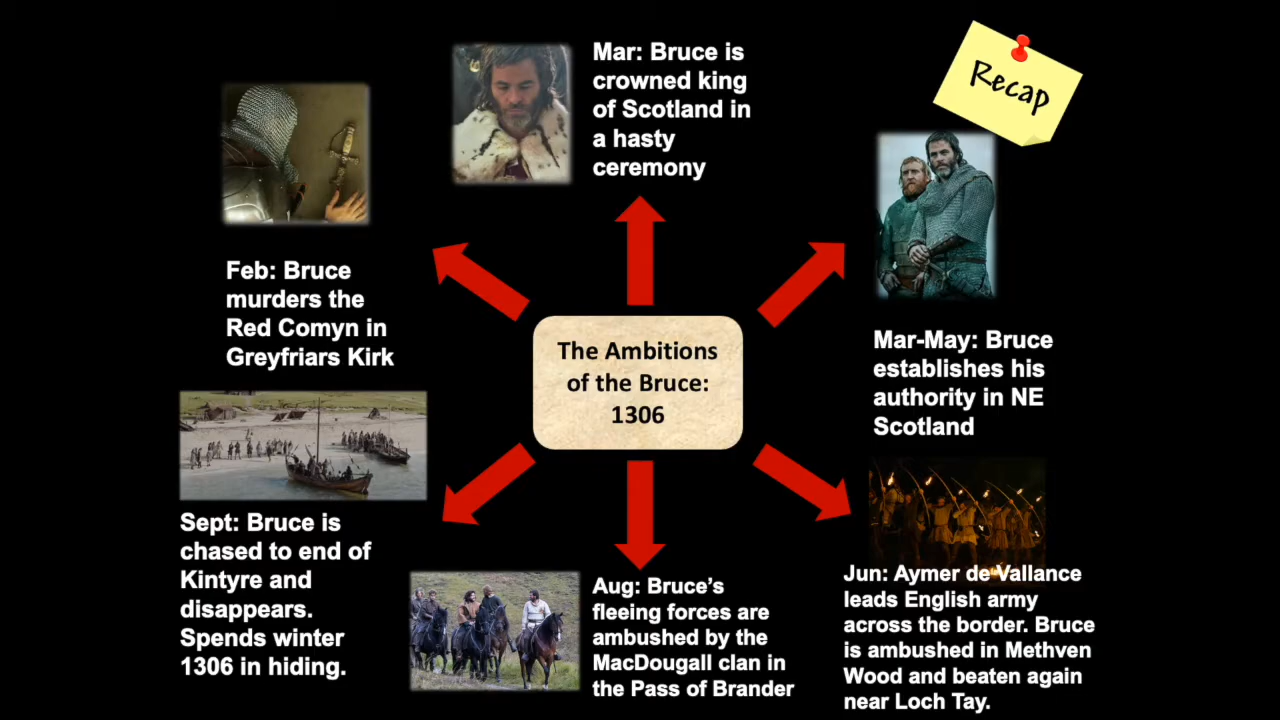 Recap
Mar: Bruce is
crowned king
of Scotland in
a hasty
ceremony
Feb: Bruce
murders the
Red Comyn in
Greyfriars Kirk
The Ambitions
of the Bruce:
1306
Mar-May: Bruce
establishes his
authority in NE
Scotland
Sept: Bruce is
chased to end of
Kintyre and
disappears.
Spends winter
1306 in hiding.
Aug: Bruce’s
fleeing forces are
ambushed by the
MacDougall clan in
the Pass of Brander
Jun: Aymer de Vallance
leads English army
across the border. Bruce
is ambushed in Methven
Wood and beaten again
near Loch Tay.